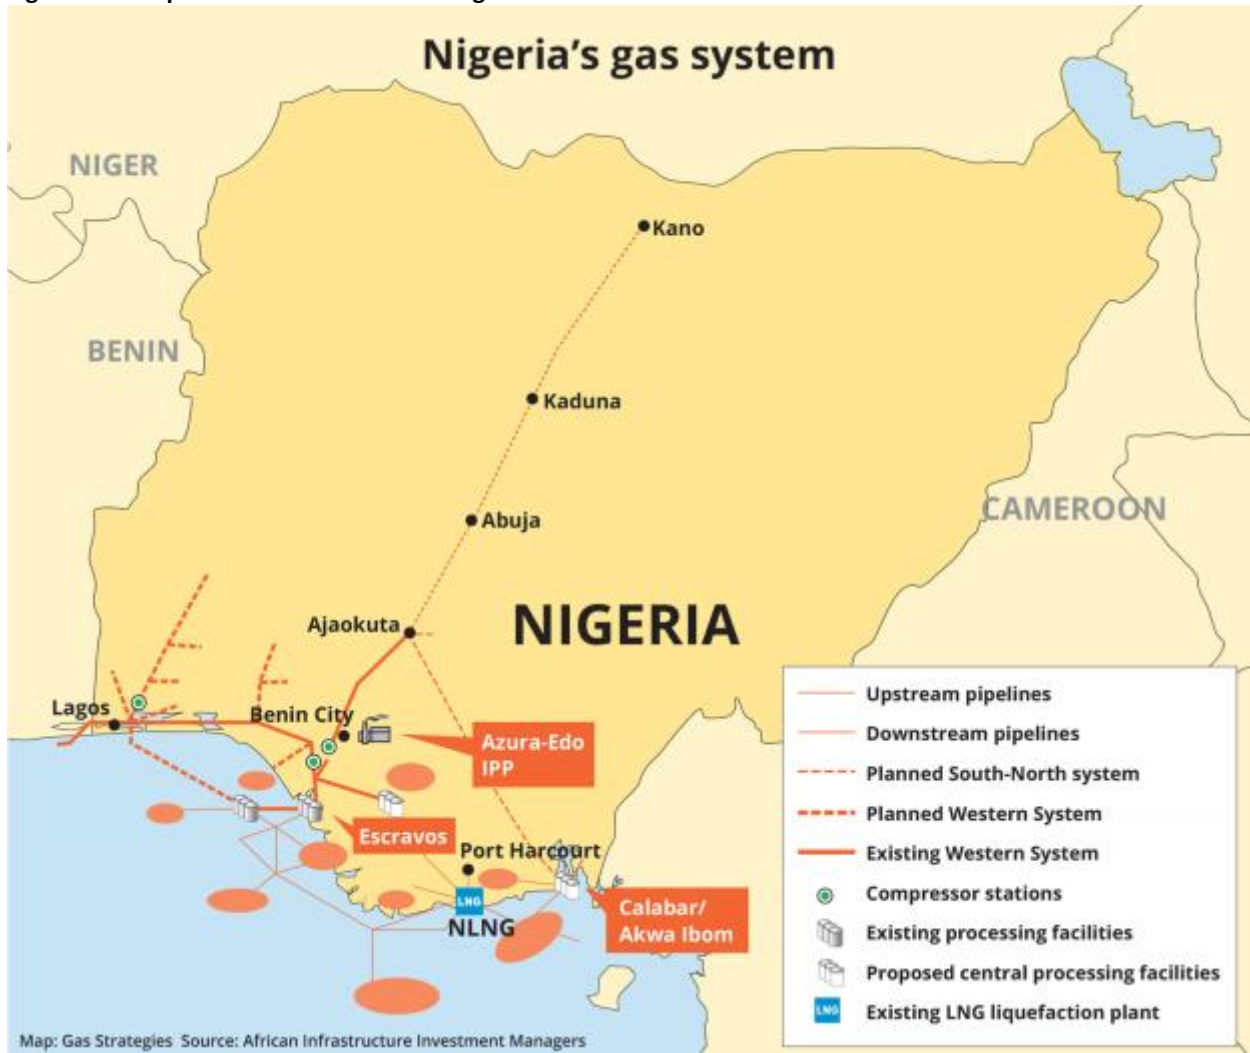 Nigeria's gas system
NIGER
Kano
BENIN
Kaduna
CAMEROON
Abuja
Ajaokuta
NIGERIA
Lagos
Benin City
Azura-Edo
IPP
Escravos
Port Harcourt
LNG
NLNG
Calabar/
Akwa Ibom
Upstream pipelines
Downstream pipelines
Planned South-North system
Planned Western System
Existing Western System
Compressor stations
Existing processing facilities
Proposed central processing facilities
LNG Existing LNG liquefaction plant
Map: Gas Strategies Source: African Infrastructure Investment Managers